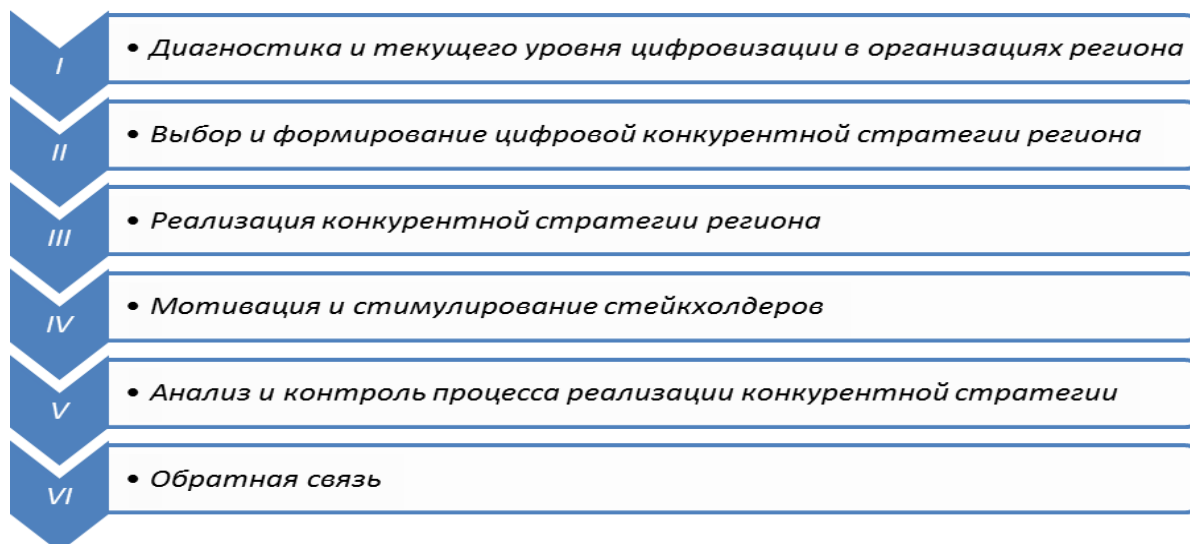 I
• Диагностика и текущего уровня цифровизации в организациях региона
II
• Выбор и формирование цифровой конкурентной стратегии региона
III
• Реализация конкурентной стратегии региона
IV
• Мотивация и стимулирование стейкхолдеров
V
• Анализ и контроль процесса реализации конкурентной стратегии
VI
• Обратная связь